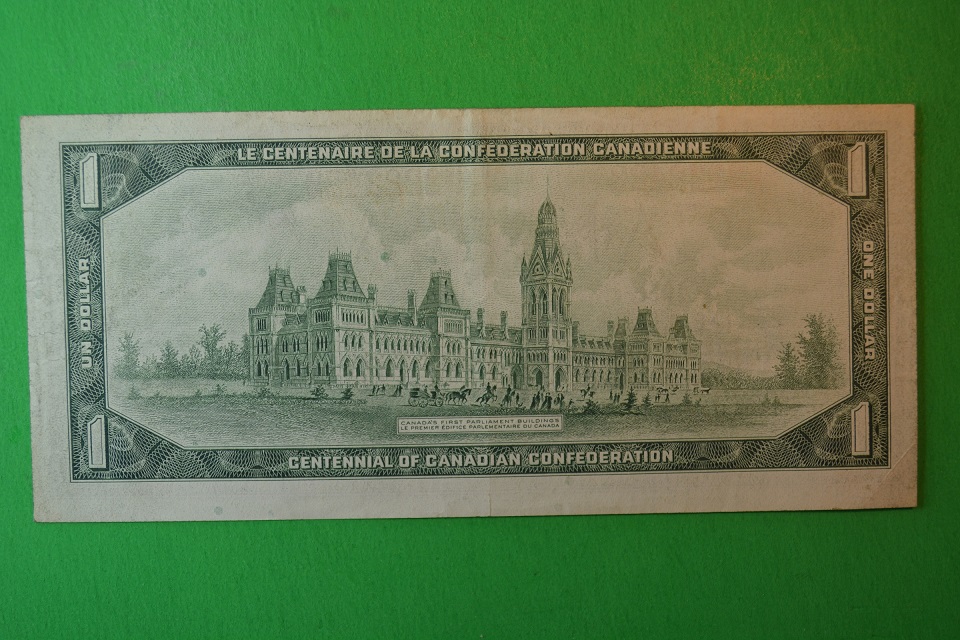 1
LE CENTENAIRE DE LA CONFEDERATION CANADIENNE
1
UN DOLLAR
ONE DOLLAR
CANADA'S FIRST PARLIAMENT BUILDINGS
LE PREMIER ÉDIFICE PARLEMENTAIRE DU CANADA
1
CENTENNIAL OF CANADIAN CONFEDERATION
1